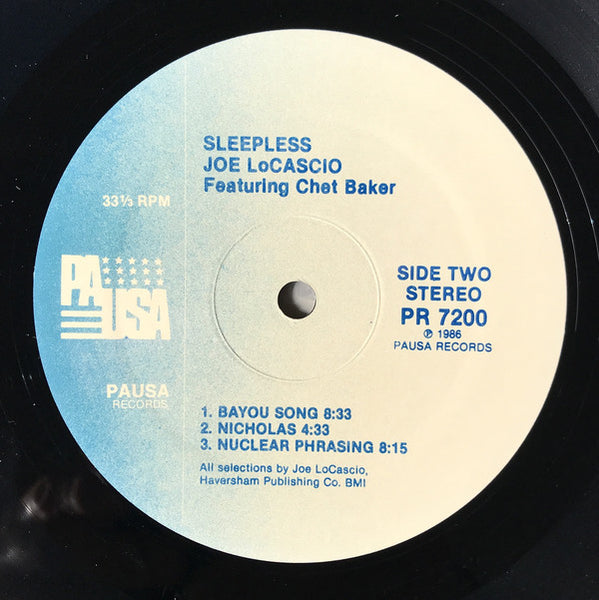 SLEEPLESS
JOE LoCASCIO
Featuring Chet Baker
33⅓ RPM
PAUSA
PAUSA
RECORDS
SIDE TWO
STEREO
PR 7200
℗ 1986
PAUSA RECORDS
1. BAYOU SONG 8:33
2. NICHOLAS 4:33
3. NUCLEAR PHRASING 8:15
All selections by Joe LoCascio,
Haversham Publishing Co. BMI